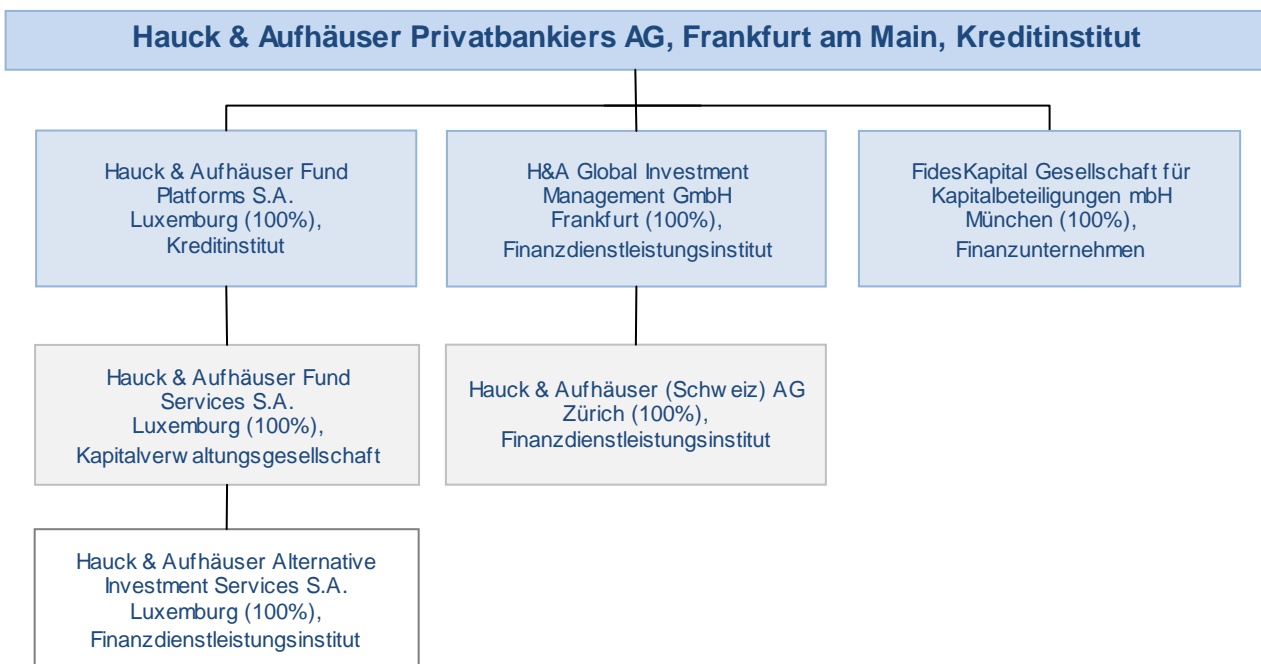 Hauck & Aufhäuser Privatbankiers AG, Frankfurt am Main, Kreditinstitut
Hauck & Aufhäuser Fund
Platforms S.A.
Luxemburg (100%),
Kreditinstitut
H&A Global Investment
Management GmbH
Frankfurt (100%),
Finanzdienstleistungsinstitut
FidesKapital Gesellschaft für
Kapitalbeteiligungen mbH
München (100%),
Finanzunternehmen
Hauck & Aufhäuser Fund
Services S.A.
Luxemburg (100%),
Kapitalverwaltungsgesellschaft
Hauck & Aufhäuser (Schweiz) AG
Zürich (100%),
Finanzdienstleistungsinstitut
Hauck & Aufhäuser Alternative
Investment Services S.A.
Luxemburg (100%),
Finanzdienstleistungsinstitut